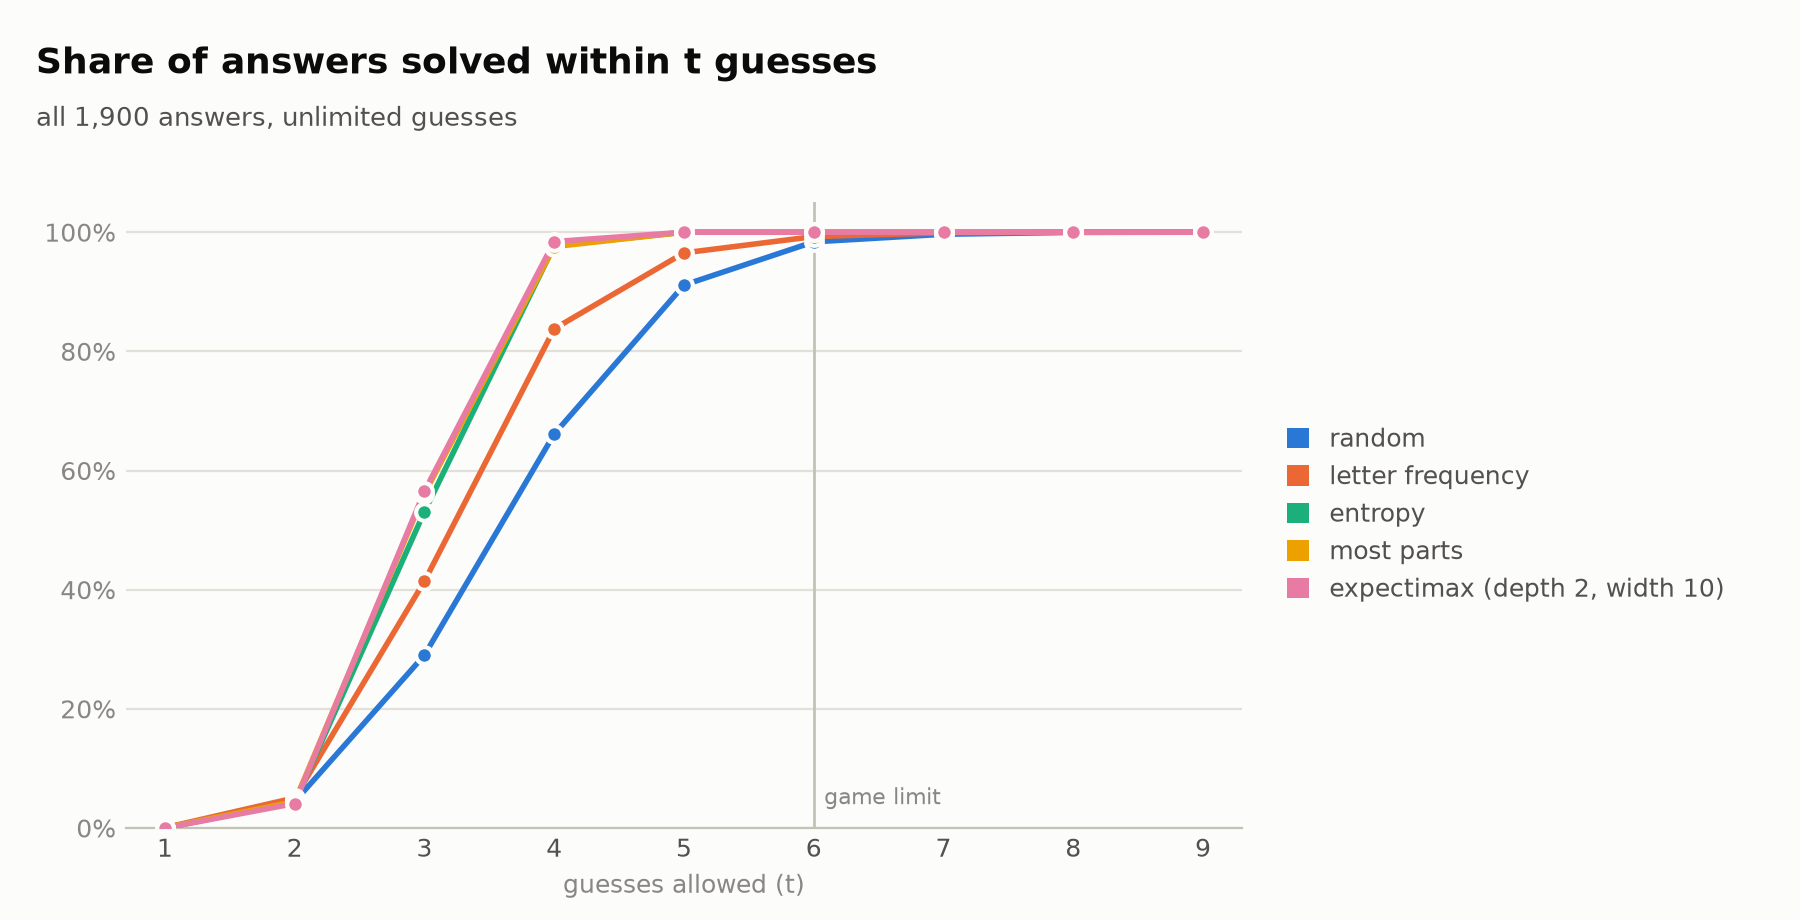 Share of answers solved within t guesses
all 1,900 answers, unlimited guesses
100%
80%
60%
40%
20%
0%
game limit
1 2 3 4 5 6 7 8 9
guesses allowed (t)
random
letter frequency
entropy
most parts
expectimax (depth 2, width 10)